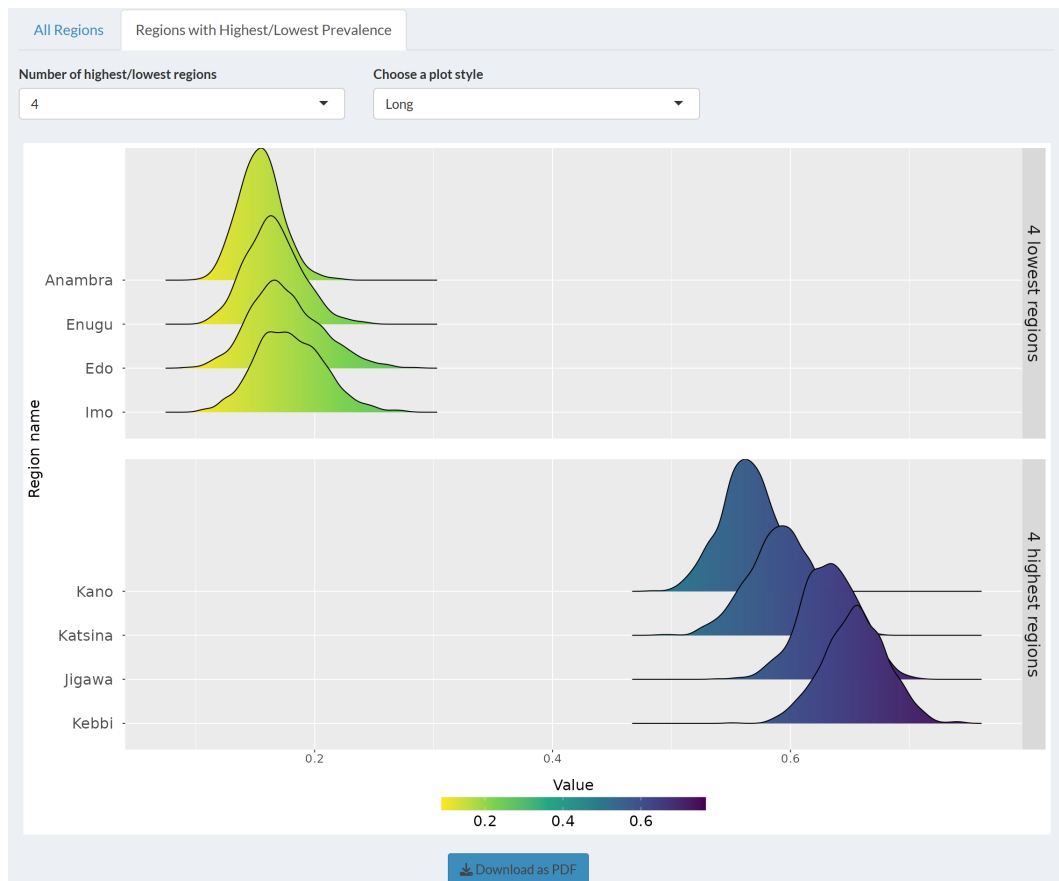 All Regions
Regions with Highest/Lowest Prevalence
Number of highest/lowest regions
Choose a plot style
4
Long
Region name
Anambra
Enugu
Edo
Imo
4 lowest regions
Kano
Katsina
Jigawa
Kebbi
4 highest regions
0.2 0.4 0.6
Value
0.2 0.4 0.6
Download as PDF